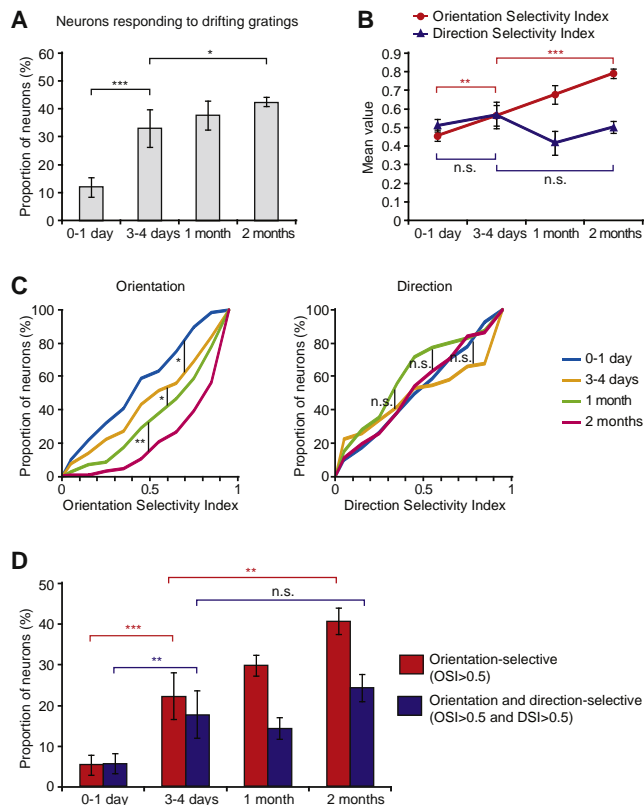 A
Neurons responding to drifting gratings
Proportion of neurons (%)
60
50
40
30
20
10
0
***
*
0-1 day
3-4 days
1 month
2 months
B
Orientation Selectivity Index
Direction Selectivity Index
Mean value
0.9
0.8
0.7
0.6
0.5
0.4
0.3
0.2
0.1
0
**
***
n.s.
n.s.
0-1 day
3-4 days
1 month
2 months
C
Orientation
Proportion of neurons (%)
100
80
60
40
20
0
*
*
**
0
0.5
1
Orientation Selectivity Index
Direction
Proportion of neurons (%)
100
80
60
40
20
0
n.s.
n.s.
n.s.
0
0.5
1
Direction Selectivity Index
0-1 day
3-4 days
1 month
2 months
D
Proportion of neurons (%)
50
40
30
20
10
0
***
**
**
n.s.
0-1 day
3-4 days
1 month
2 months
Orientation-selective
(OSI>0.5)
Orientation and direction-selective
(OSI>0.5 and DSI>0.5)